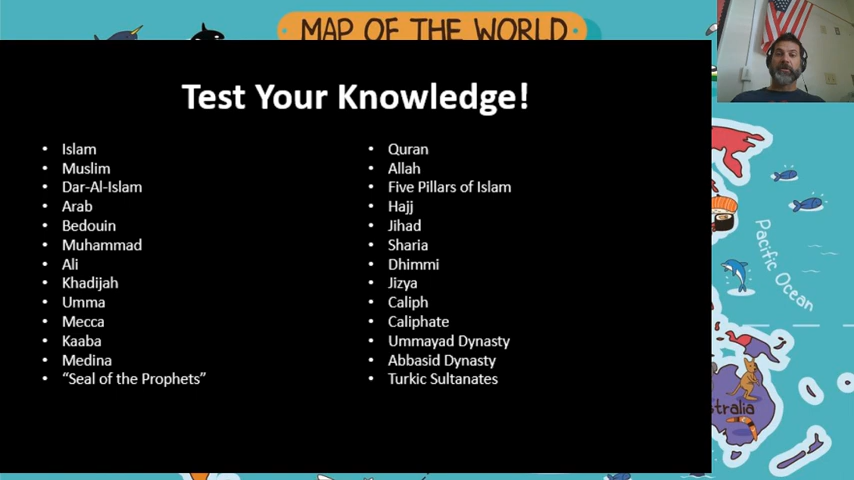 MAP OF THE WORLD
Test Your Knowledge!
• Islam
• Muslim
• Dar-Al-Islam
• Arab
• Bedouin
• Muhammad
• Ali
• Khadijah
• Umma
• Mecca
• Kaaba
• Medina
• “Seal of the Prophets”
• Quran
• Allah
• Five Pillars of Islam
• Hajj
• Jihad
• Sharia
• Dhimmi
• Jizya
• Caliph
• Caliphate
• Ummayad Dynasty
• Abbasid Dynasty
• Turkic Sultanates
Pacific Ocean
tralia